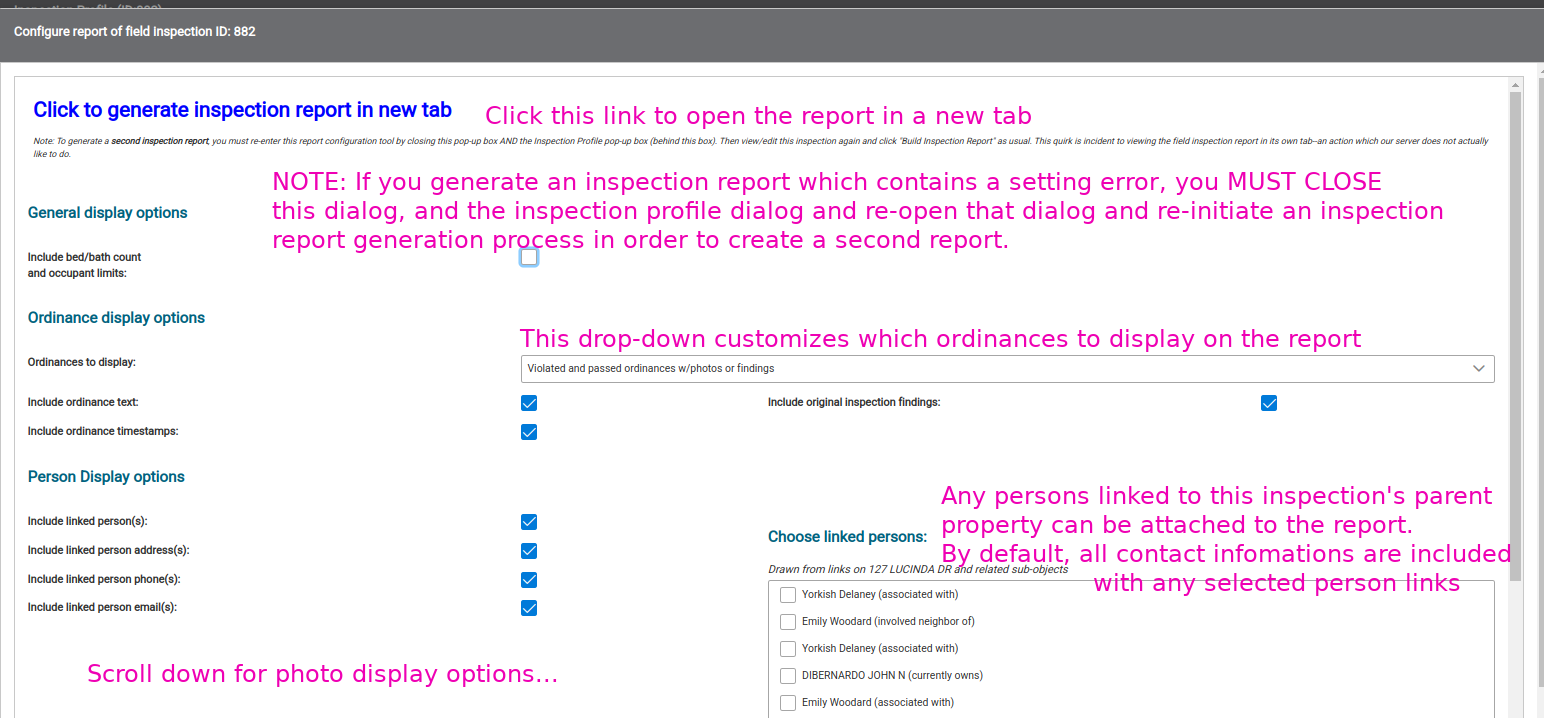 Inspection Profile (ID:882)
Configure report of field inspection ID: 882
Click to generate inspection report in new tab
Click this link to open the report in a new tab
Note: To generate a second inspection report, you must re-enter this report configuration tool by closing this pop-up box AND the Inspection Profile pop-up box (behind this box). Then view/edit this inspection again and click "Build Inspection Report" as usual. This quirk is incident to viewing the field inspection report in its own tab--an action which our server does not actually
like to do.
NOTE: If you generate an inspection report which contains a setting error, you MUST CLOSE
this dialog, and the inspection profile dialog and re-open that dialog and re-initiate an inspection
report generation process in order to create a second report.
General display options
Include bed/bath count
and occupant limits:
Ordinance display options
This drop-down customizes which ordinances to display on the report
Ordinances to display:
Violated and passed ordinances w/photos or findings
Include ordinance text:
Include original inspection findings:
Include ordinance timestamps:
Person Display options
Any persons linked to this inspection's parent
property can be attached to the report.
By default, all contact infomations are included
with any selected person links
Include linked person(s):
Choose linked persons:
Include linked person address(s):
Drawn from links on 127 LUCINDA DR and related sub-objects
Include linked person phone(s):
Yorkish Delaney (associated with)
Include linked person email(s):
Emily Woodard (involved neighbor of)
Yorkish Delaney (associated with)
DIBERNARDO JOHN N (currently owns)
Emily Woodard (associated with)
Scroll down for photo display options...